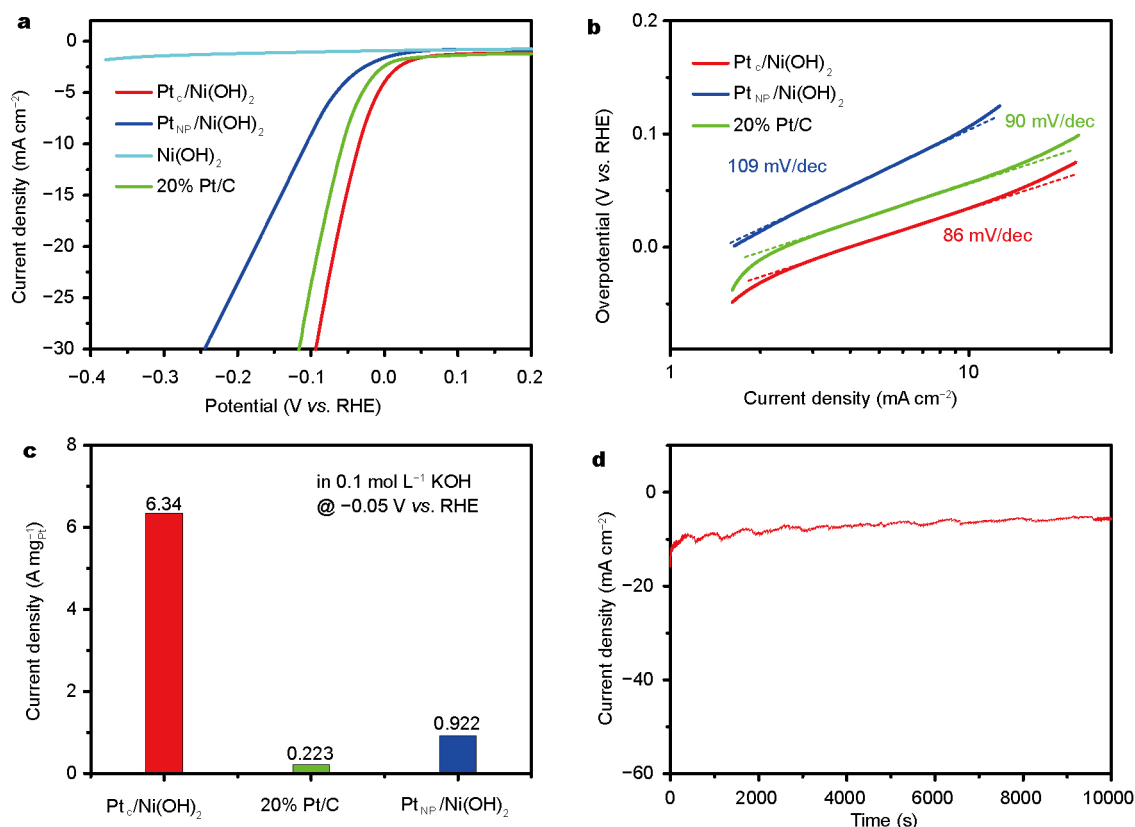 a
0
−5
−10
−15
−20
−25
−30
−0.4
−0.3
−0.2
−0.1
0.0
0.1
0.2
Current density (mA cm⁻²)
Potential (V vs. RHE)
Pt c/Ni(OH)₂
Pt NP/Ni(OH)₂
Ni(OH)₂
20% Pt/C
b
0.2
0.1
0.0
1
10
Overpotential (V vs. RHE)
Current density (mA cm⁻²)
Pt c/Ni(OH)₂
Pt NP/Ni(OH)₂
20% Pt/C
90 mV/dec
109 mV/dec
86 mV/dec
c
8
6
4
2
0
Current density (A mg⁻¹Pt)
in 0.1 mol L⁻¹ KOH
@ −0.05 V vs. RHE
6.34
0.223
0.922
Pt c/Ni(OH)₂
20% Pt/C
Pt NP/Ni(OH)₂
d
0
−20
−40
−60
0
2000
4000
6000
8000
10000
Current density (mA cm⁻²)
Time (s)